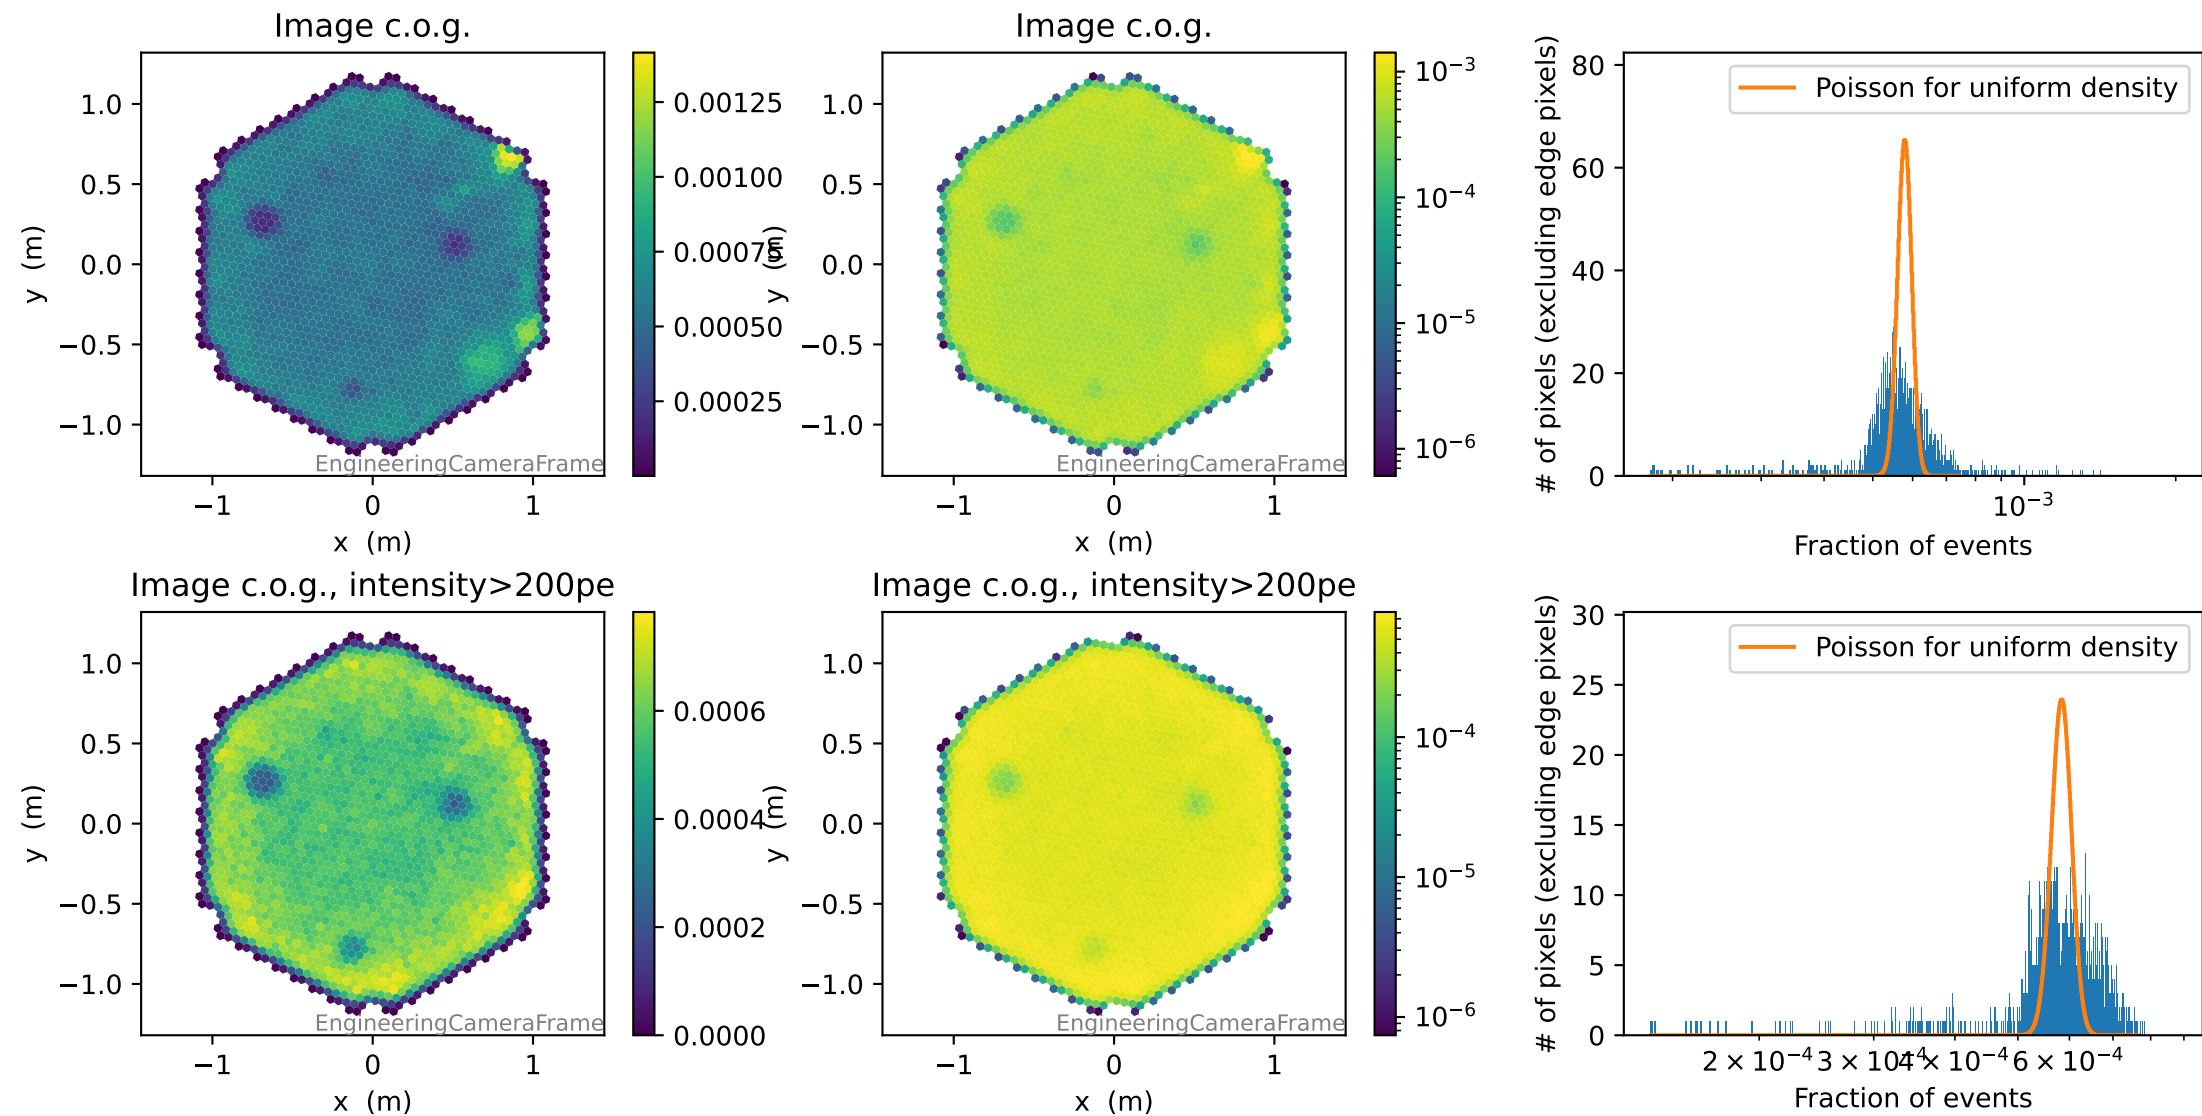 Image c.o.g.
y (m)
1.0
0.5
0.0
−0.5
−1.0
−1 0 1
x (m)
EngineeringCameraFrame
0.00125
0.00100
0.00075
0.00050
0.00025
Image c.o.g.
y (m)
1.0
0.5
0.0
−0.5
−1.0
−1 0 1
x (m)
EngineeringCameraFrame
10⁻³
10⁻⁴
10⁻⁵
10⁻⁶
# of pixels (excluding edge pixels)
80
60
40
20
0
Poisson for uniform density
10⁻³
Fraction of events
Image c.o.g., intensity>200pe
y (m)
1.0
0.5
0.0
−0.5
−1.0
−1 0 1
x (m)
EngineeringCameraFrame
0.0006
0.0004
0.0002
0.0000
Image c.o.g., intensity>200pe
y (m)
1.0
0.5
0.0
−0.5
−1.0
−1 0 1
x (m)
EngineeringCameraFrame
10⁻⁴
10⁻⁵
10⁻⁶
# of pixels (excluding edge pixels)
30
25
20
15
10
5
0
Poisson for uniform density
2 × 10⁻⁴ 3 × 10⁻⁴ 4 × 10⁻⁴ 6 × 10⁻⁴
Fraction of events